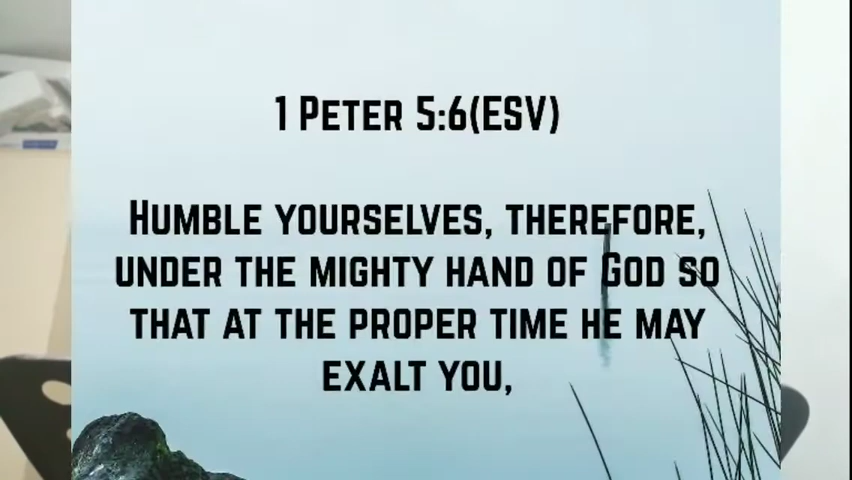 1 Peter 5:6(ESV)
Humble yourselves, therefore,
under the mighty hand of God so
that at the proper time he may
exalt you,